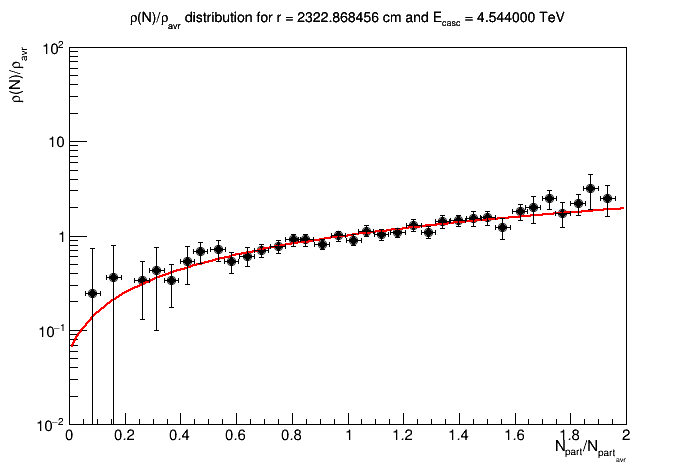 ρ(N)/ρavr distribution for r = 2322.868456 cm and Ecasc = 4.544000 TeV
ρ(N)/ρavr
10²
10
1
10⁻¹
10⁻²
0 0.2 0.4 0.6 0.8 1 1.2 1.4 1.6 1.8 2
Npart/Npartavr